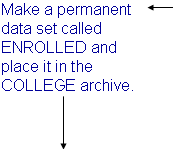 Make a permanent
data set called
ENROLLED and
place it in the
COLLEGE archive.